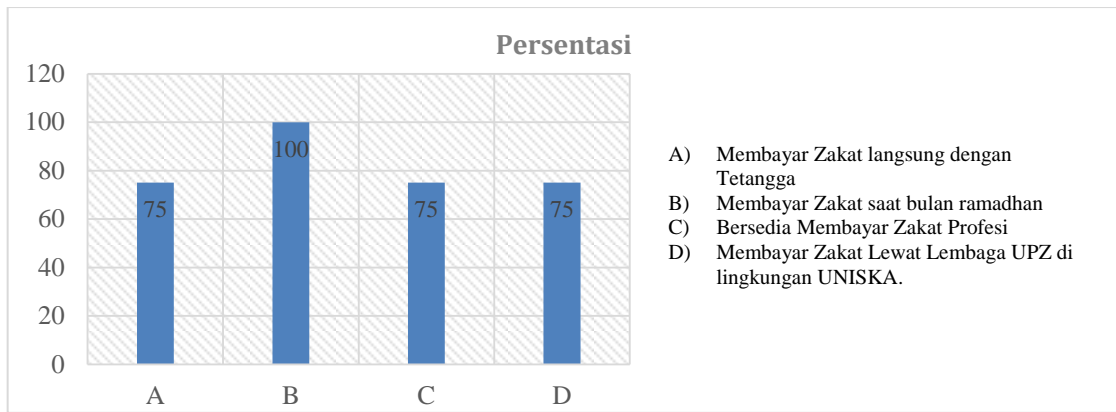 Persentasi
120
100
80
60
40
20
0
75
100
75
75
A
B
C
D
A) Membayar Zakat langsung dengan
Tetangga
B) Membayar Zakat saat bulan ramadhan
C) Bersedia Membayar Zakat Profesi
D) Membayar Zakat Lewat Lembaga UPZ di
lingkungan UNISKA.